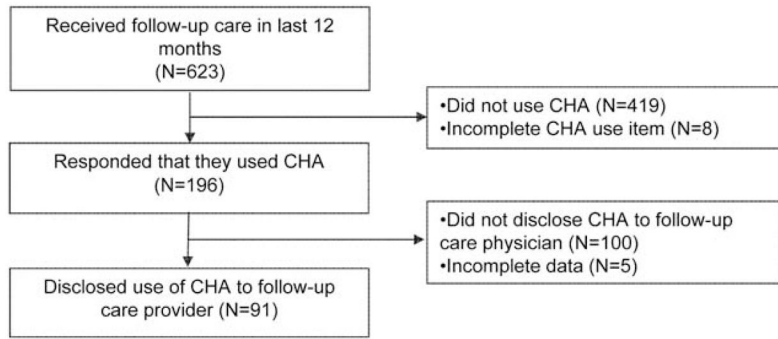 Received follow-up care in last 12
months
(N=623)
•Did not use CHA (N=419)
•Incomplete CHA use item (N=8)
Responded that they used CHA
(N=196)
•Did not disclose CHA to follow-up
care physician (N=100)
•Incomplete data (N=5)
Disclosed use of CHA to follow-up
care provider (N=91)